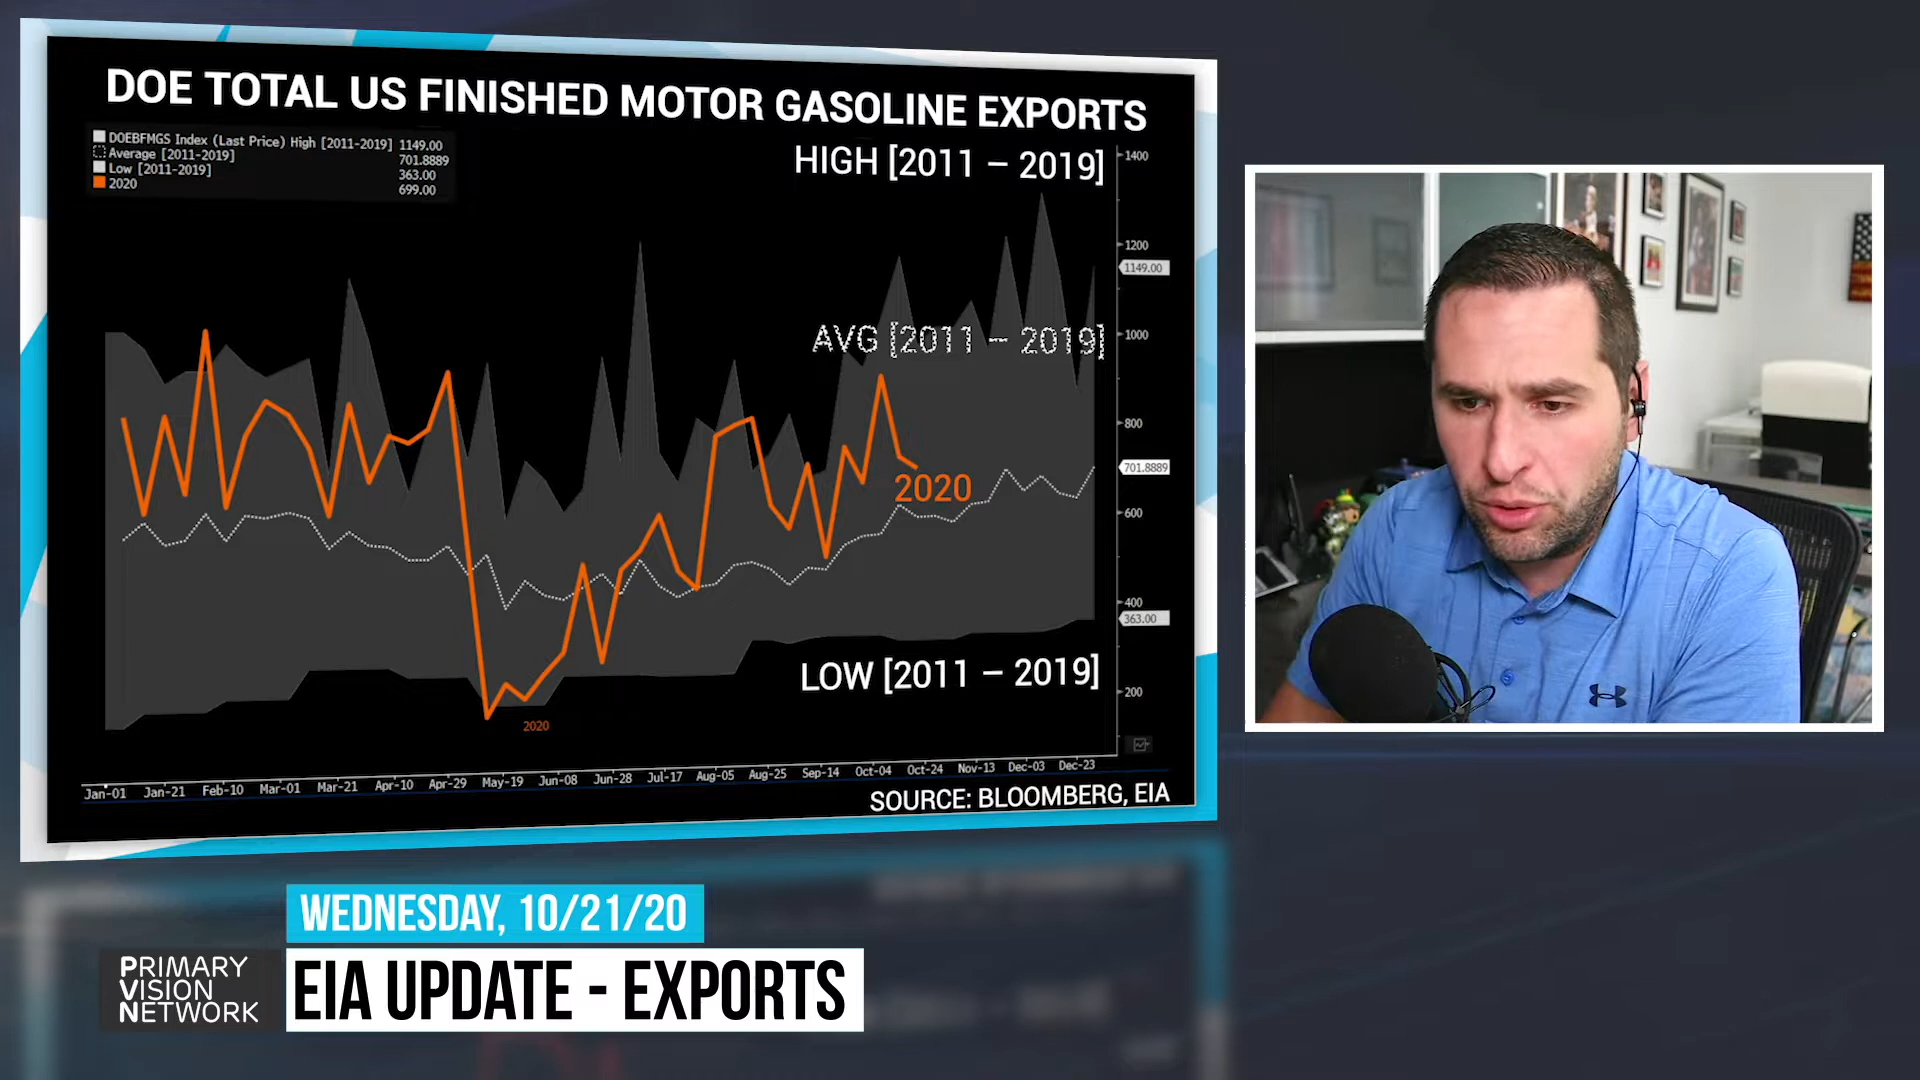 DOE TOTAL US FINISHED MOTOR GASOLINE EXPORTS
DOEBFMGS Index (Last Price) High [2011-2019] 1149.00
Average [2011-2019] 701.8889
Low [2011-2019] 363.00
2020 699.00
HIGH [2011 – 2019]
AVG [2011 – 2019]
2020
LOW [2011 – 2019]
2020
1400
1200
1149.00
1000
800
701.8889
600
400
363.00
200
Jan-01 Jan-21 Feb-10 Mar-01 Mar-21 Apr-10 Apr-29 May-19 Jun-08 Jun-28 Jul-17 Aug-05 Aug-25 Sep-14 Oct-04 Oct-24 Nov-13 Dec-03 Dec-23
SOURCE: BLOOMBERG, EIA
WEDNESDAY, 10/21/20
PRIMARY
VISION
NETWORK
EIA UPDATE - EXPORTS